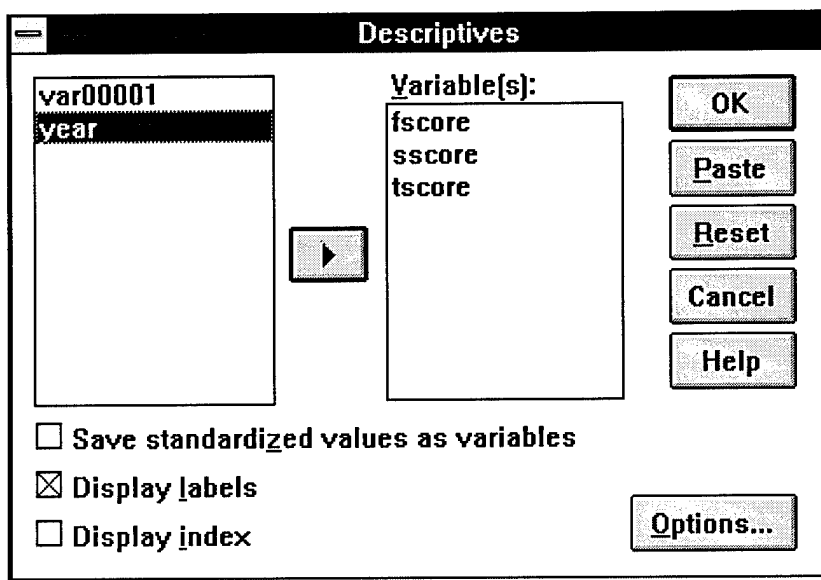 Descriptives
var00001
year
Variable(s):
fscore
sscore
tscore
OK
Paste
Reset
Cancel
Help
Save standardized values as variables
Display labels
Display index
Options...